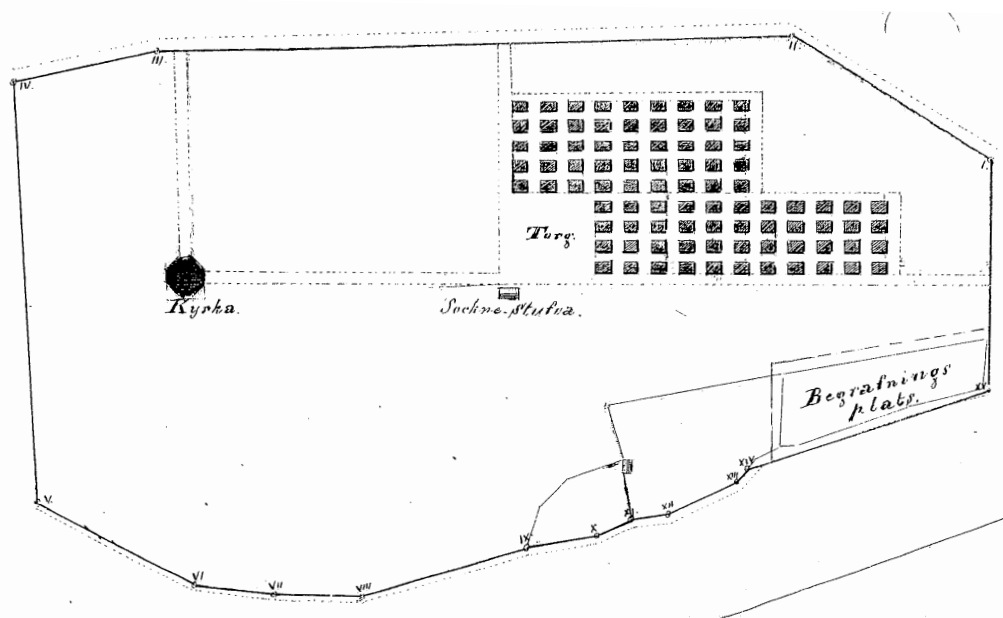 III.
II.
IV.
I.
Torg.
Kyrka.
Sockne-stufva.
Begrafnings
plats.
XV
XIV
XIII
V.
XI
XII
X
IX
VI
VII
VIII